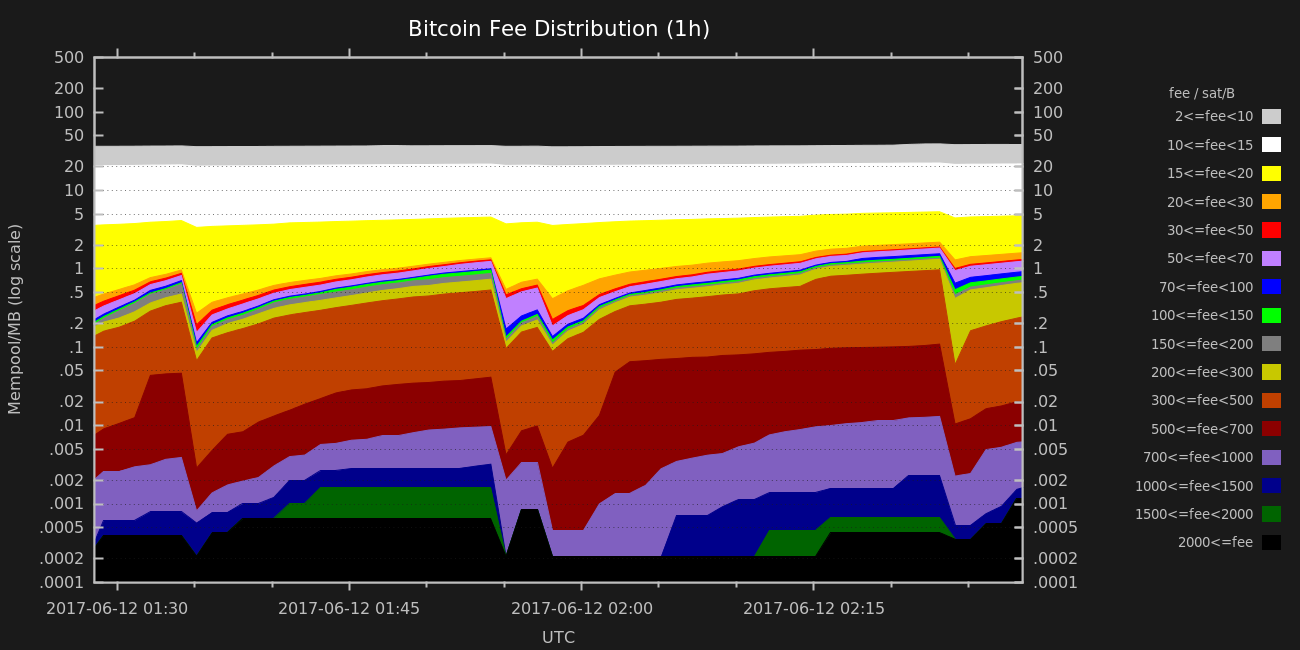 Bitcoin Fee Distribution (1h)
500 500
200 200
100 100
50 50
20 20
10 10
5 5
2 2
1 1
.5 .5
.2 .2
.1 .1
.05 .05
.02 .02
.01 .01
.005 .005
.002 .002
.001 .001
.0005 .0005
.0002 .0002
.0001 .0001
Mempool/MB (log scale)
2017-06-12 01:30 2017-06-12 01:45 2017-06-12 02:00 2017-06-12 02:15
UTC
fee / sat/B
2<=fee<10
10<=fee<15
15<=fee<20
20<=fee<30
30<=fee<50
50<=fee<70
70<=fee<100
100<=fee<150
150<=fee<200
200<=fee<300
300<=fee<500
500<=fee<700
700<=fee<1000
1000<=fee<1500
1500<=fee<2000
2000<=fee